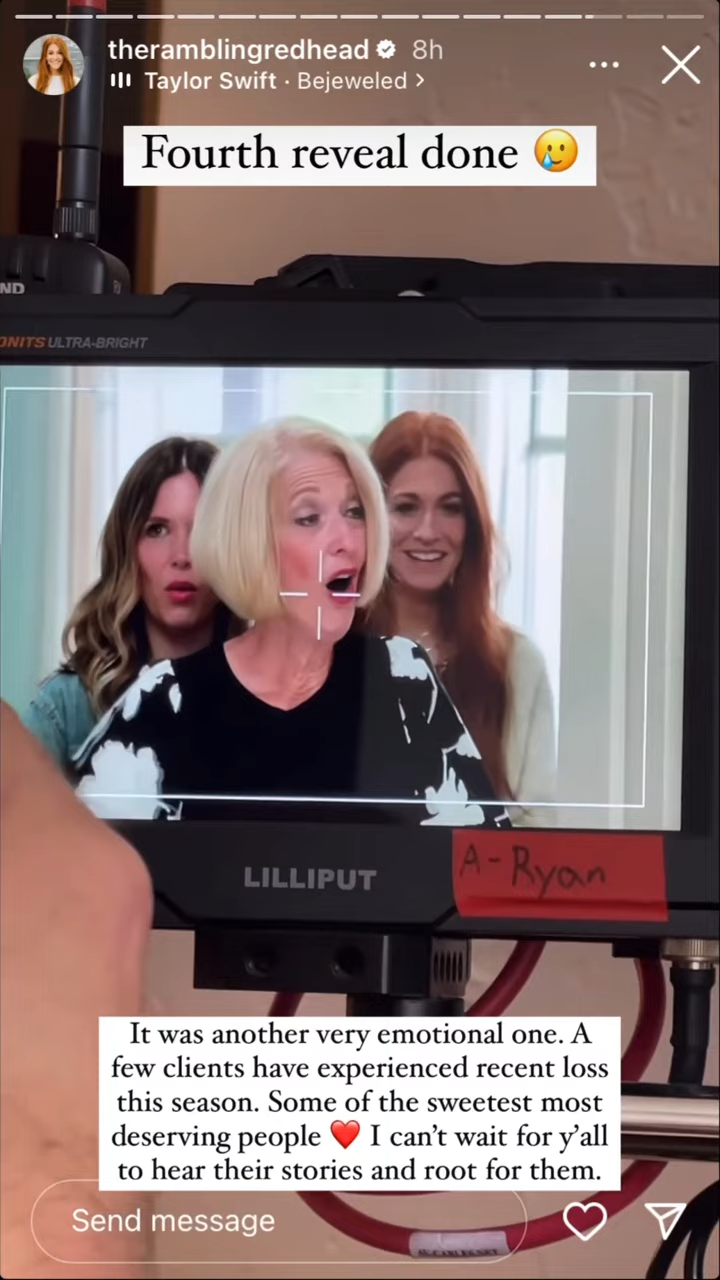 theramblingredhead 8h
Taylor Swift · Bejeweled >
Fourth reveal done 🥲
ND
ONITS ULTRA-BRIGHT
LILLIPUT
A-Ryan
It was another very emotional one. A
few clients have experienced recent loss
this season. Some of the sweetest most
deserving people ❤️ I can't wait for y'all
to hear their stories and root for them.
Send message